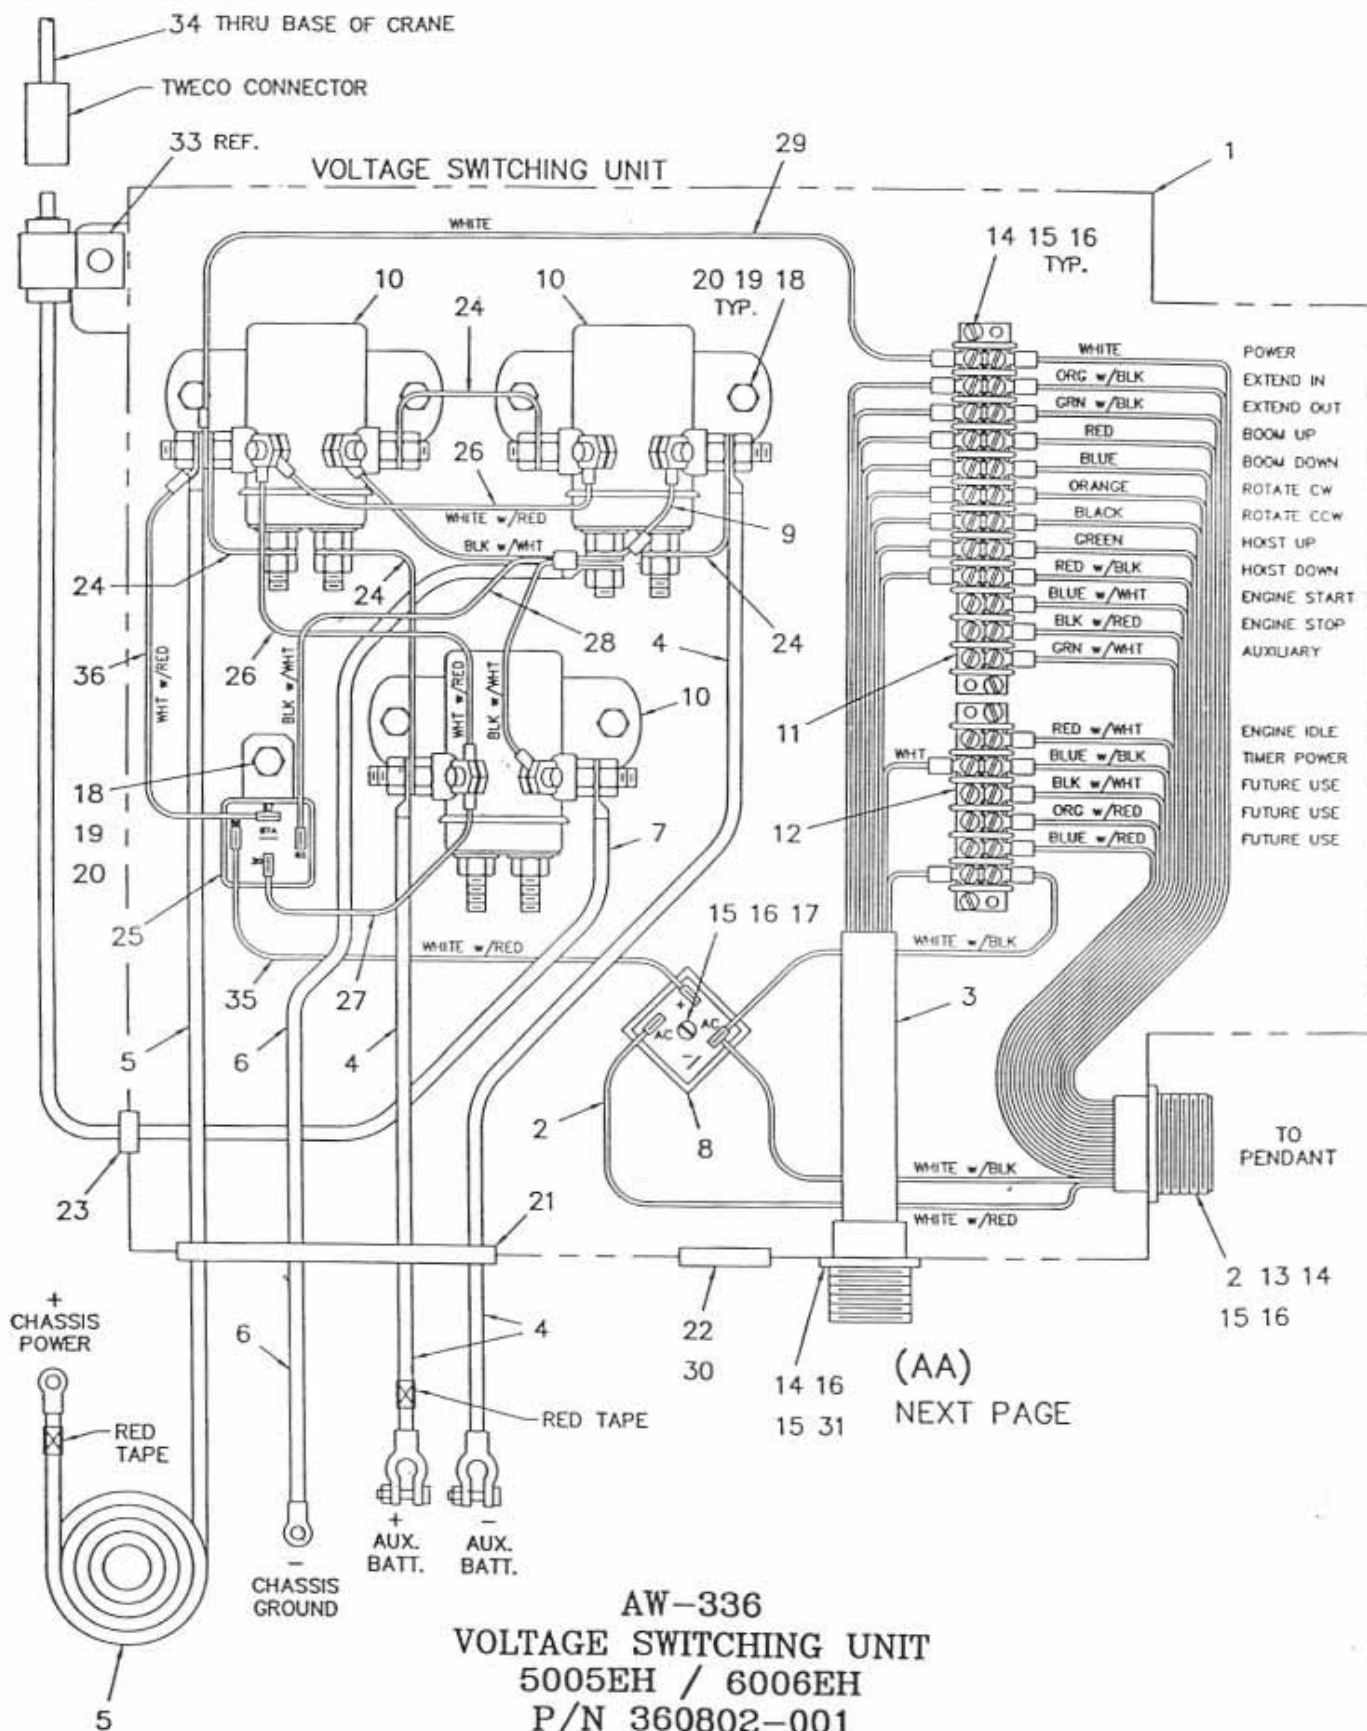 34 THRU BASE OF CRANE
TWECO CONNECTOR
33 REF.
VOLTAGE SWITCHING UNIT
29
1
WHITE
14 15 16
TYP.
10
24
10
20 19 18
TYP.
WHITE
POWER
ORG w/BLK
EXTEND IN
GRN w/BLK
EXTEND OUT
RED
BOOM UP
BLUE
BOOM DOWN
ORANGE
ROTATE CW
BLACK
ROTATE CCW
GREEN
HOIST UP
RED w/BLK
HOIST DOWN
BLUE w/WHT
ENGINE START
BLK w/RED
ENGINE STOP
GRN w/WHT
AUXILIARY
26
WHITE w/RED
9
BLK w/WHT
24
24
28
4
24
36
WHT w/RED
26
BLK w/WHT
WHT w/RED
BLK w/WHT
10
11
RED w/WHT
ENGINE IDLE
WHT
BLUE w/BLK
TIMER POWER
BLK w/WHT
FUTURE USE
ORG w/RED
FUTURE USE
BLUE w/RED
FUTURE USE
18
19
20
87
87A
30
12
7
25
15 16 17
WHITE w/RED
WHITE w/BLK
35
27
3
+
AC
AC
-
5
6
4
2
8
TO
PENDANT
WHITE w/BLK
WHITE w/RED
23
21
2 13 14
15 16
+
CHASSIS
POWER
6
4
22
30
14 16
15 31
(AA)
NEXT PAGE
RED
TAPE
RED TAPE
+
AUX.
BATT.
-
AUX.
BATT.
-
CHASSIS
GROUND
5
AW-336
VOLTAGE SWITCHING UNIT
5005EH / 6006EH
P/N 360802-001